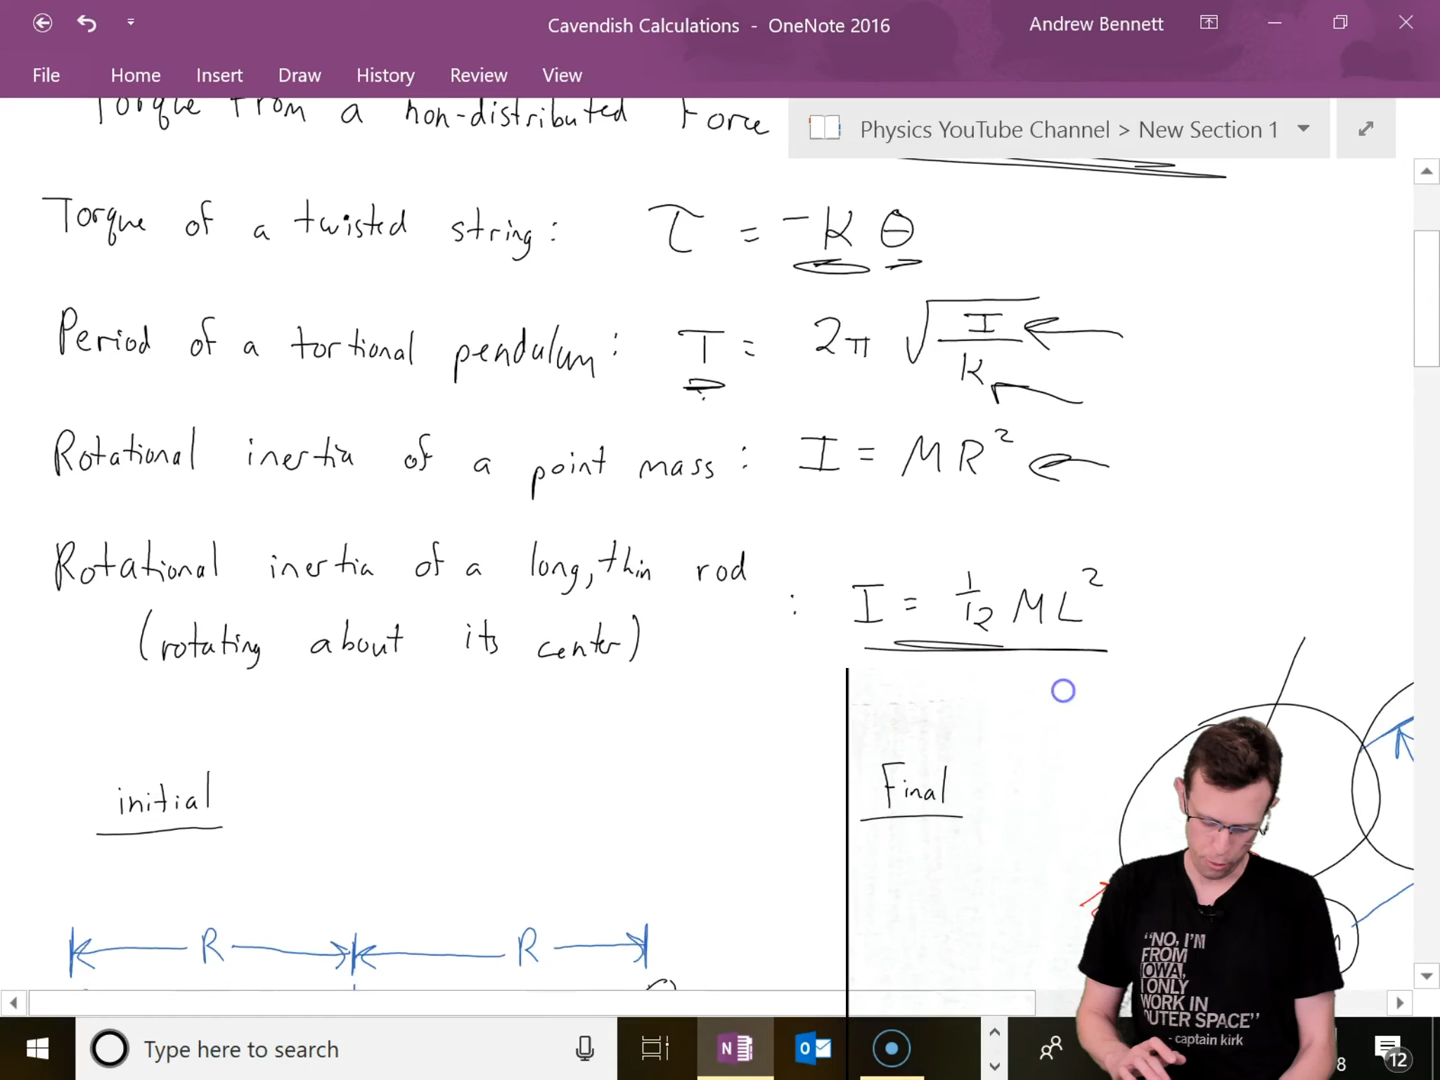 Cavendish Calculations - OneNote 2016
Andrew Bennett
File Home Insert Draw History Review View
Torque from a non-distributed Force
Physics YouTube Channel > New Section 1
Torque of a twisted string: τ = -K θ
Period of a tortional pendulum: T = 2π √(I/K)
Rotational inertia of a point mass: I = MR²
Rotational inertia of a long, thin rod
(rotating about its center) : I = 1/12 ML²
initial
Final
R R
"NO, I'M
FROM
IOWA,
I ONLY
WORK IN
OUTER SPACE"
- captain kirk
Type here to search
8
12